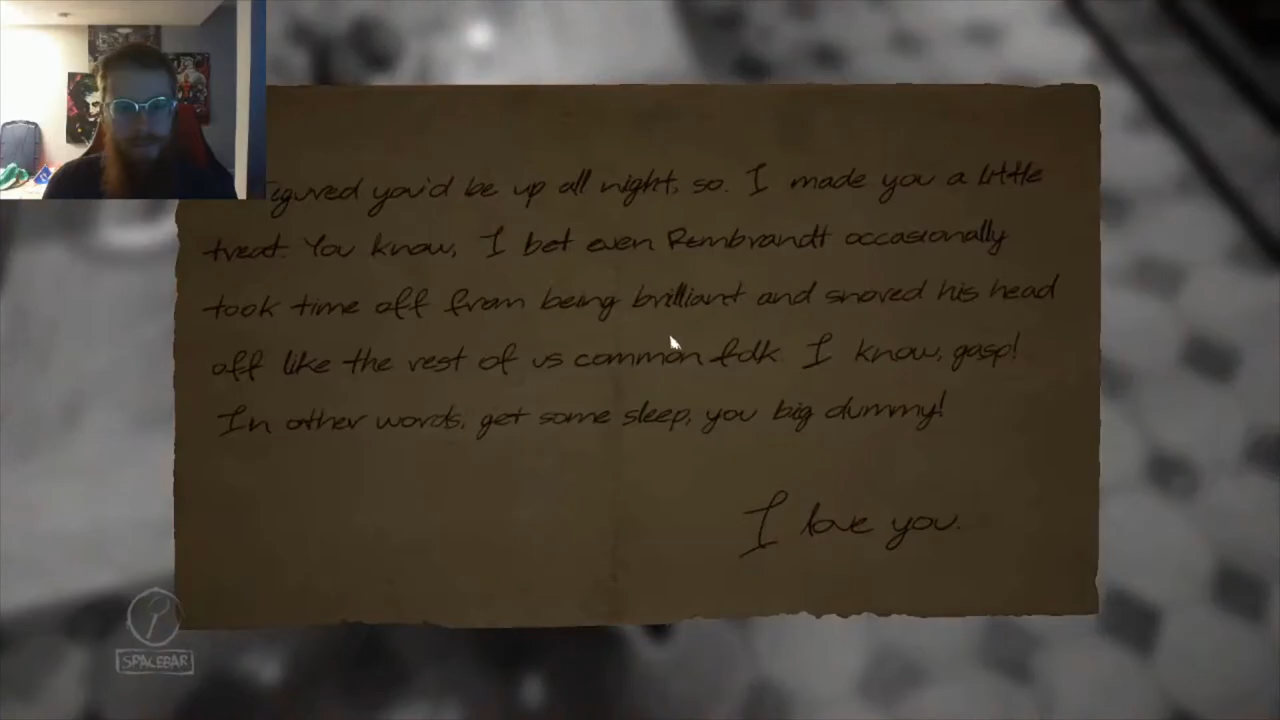 igured you'd be up all night, so I made you a little
treat. You know, I bet even Rembrandt occasionally
took time off from being brilliant and snored his head
off like the rest of us common folk. I know, gasp!
In other words, get some sleep, you big dummy!
I love you.
SPACEBAR